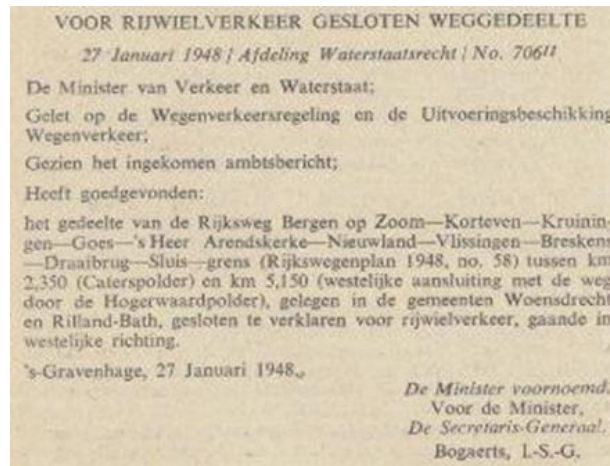 VOOR RIJWIELVERKEER GESLOTEN WEGGEDEELTE
27 Januari 1948 / Afdeling Waterstaatsrecht / No. 706¹¹
De Minister van Verkeer en Waterstaat;
Gelet op de Wegenverkeersregeling en de Uitvoeringsbeschikking
Wegenverkeer;
Gezien het ingekomen ambtsbericht;
Heeft goedgevonden:
het gedeelte van de Rijksweg Bergen op Zoom—Korteven—Kruinin-
gen—Goes—'s Heer Arendskerke—Nieuwland—Vlissingen—Breskens
—Draaibrug—Sluis—grens (Rijkswegenplan 1948, no. 58) tussen km
2,350 (Caterspolder) en km 5,150 (westelijke aansluiting met de weg
door de Hogerwaardpolder), gelegen in de gemeenten Woensdrecht
en Rilland-Bath, gesloten te verklaren voor rijwielverkeer, gaande in
westelijke richting.
's-Gravenhage, 27 Januari 1948.
De Minister voornoemd,
Voor de Minister,
De Secretaris-Generaal,
Bogaerts, l.-S.-G.